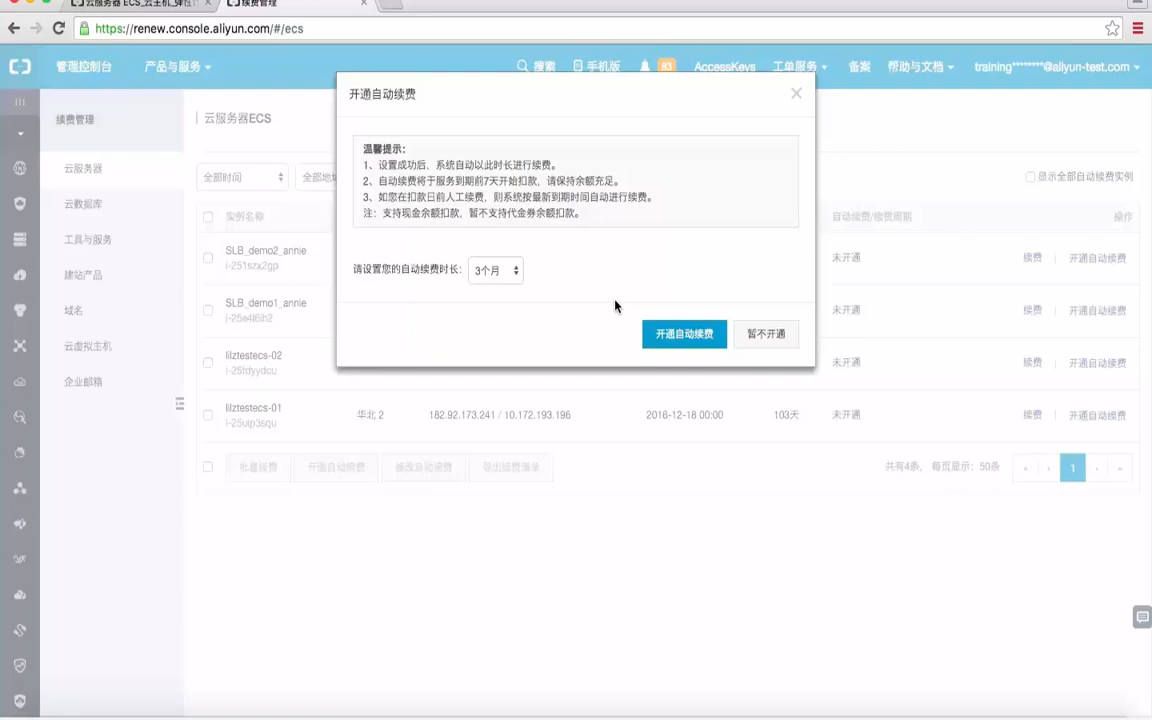 云服务器 ECS_云主机_弹性计
续费管理
https://renew.console.aliyun.com/#/ecs
管理控制台
产品与服务
搜索
手机版
83
AccessKeys
工单服务
备案
帮助与文档
training********@aliyun-test.com
续费管理
云服务器
云数据库
工具与服务
建站产品
域名
云虚拟主机
企业邮箱
云服务器ECS
全部时间
全部地域
显示全部自动续费实例
开通自动续费
温馨提示：
1、设置成功后，系统自动以此时长进行续费。
2、自动续费将于服务到期前7天开始扣款，请保持余额充足。
3、如您在扣款日前人工续费，则系统按最新到期时间自动进行续费。
注：支持现金余额扣款，暂不支持代金券余额扣款。
请设置您的自动续费时长：
3个月
开通自动续费
暂不开通
实例名称
自动续费/续费周期
操作
SLB_demo2_annie
i-251szx2gp
未开通
续费
开通自动续费
SLB_demo1_annie
i-25e4l6ih2
未开通
续费
开通自动续费
lilztestecs-02
i-25tdyydcu
未开通
续费
开通自动续费
lilztestecs-01
i-25uip3squ
华北 2
182.92.173.241 / 10.172.193.196
2016-12-18 00:00
103天
未开通
续费
开通自动续费
批量续费
开通自动续费
修改自动续费
导出续费清单
共有4条，每页显示：50条
«
‹
1
›
»